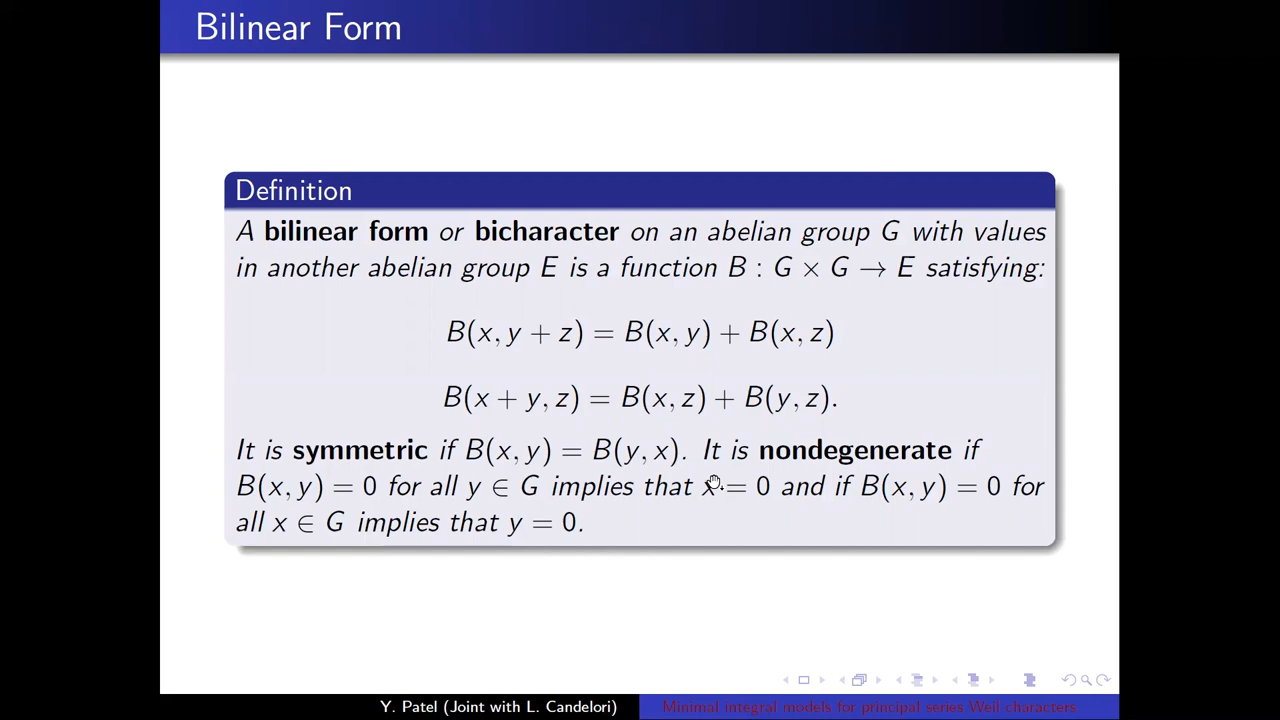 Bilinear Form
Definition
A bilinear form or bicharacter on an abelian group G with values
in another abelian group E is a function B : G × G → E satisfying:
B(x, y + z) = B(x, y) + B(x, z)
B(x + y, z) = B(x, z) + B(y, z).
It is symmetric if B(x, y) = B(y, x). It is nondegenerate if
B(x, y) = 0 for all y ∈ G implies that x = 0 and if B(x, y) = 0 for
all x ∈ G implies that y = 0.
Y. Patel (Joint with L. Candelori)
Minimal integral models for principal series Weil characters